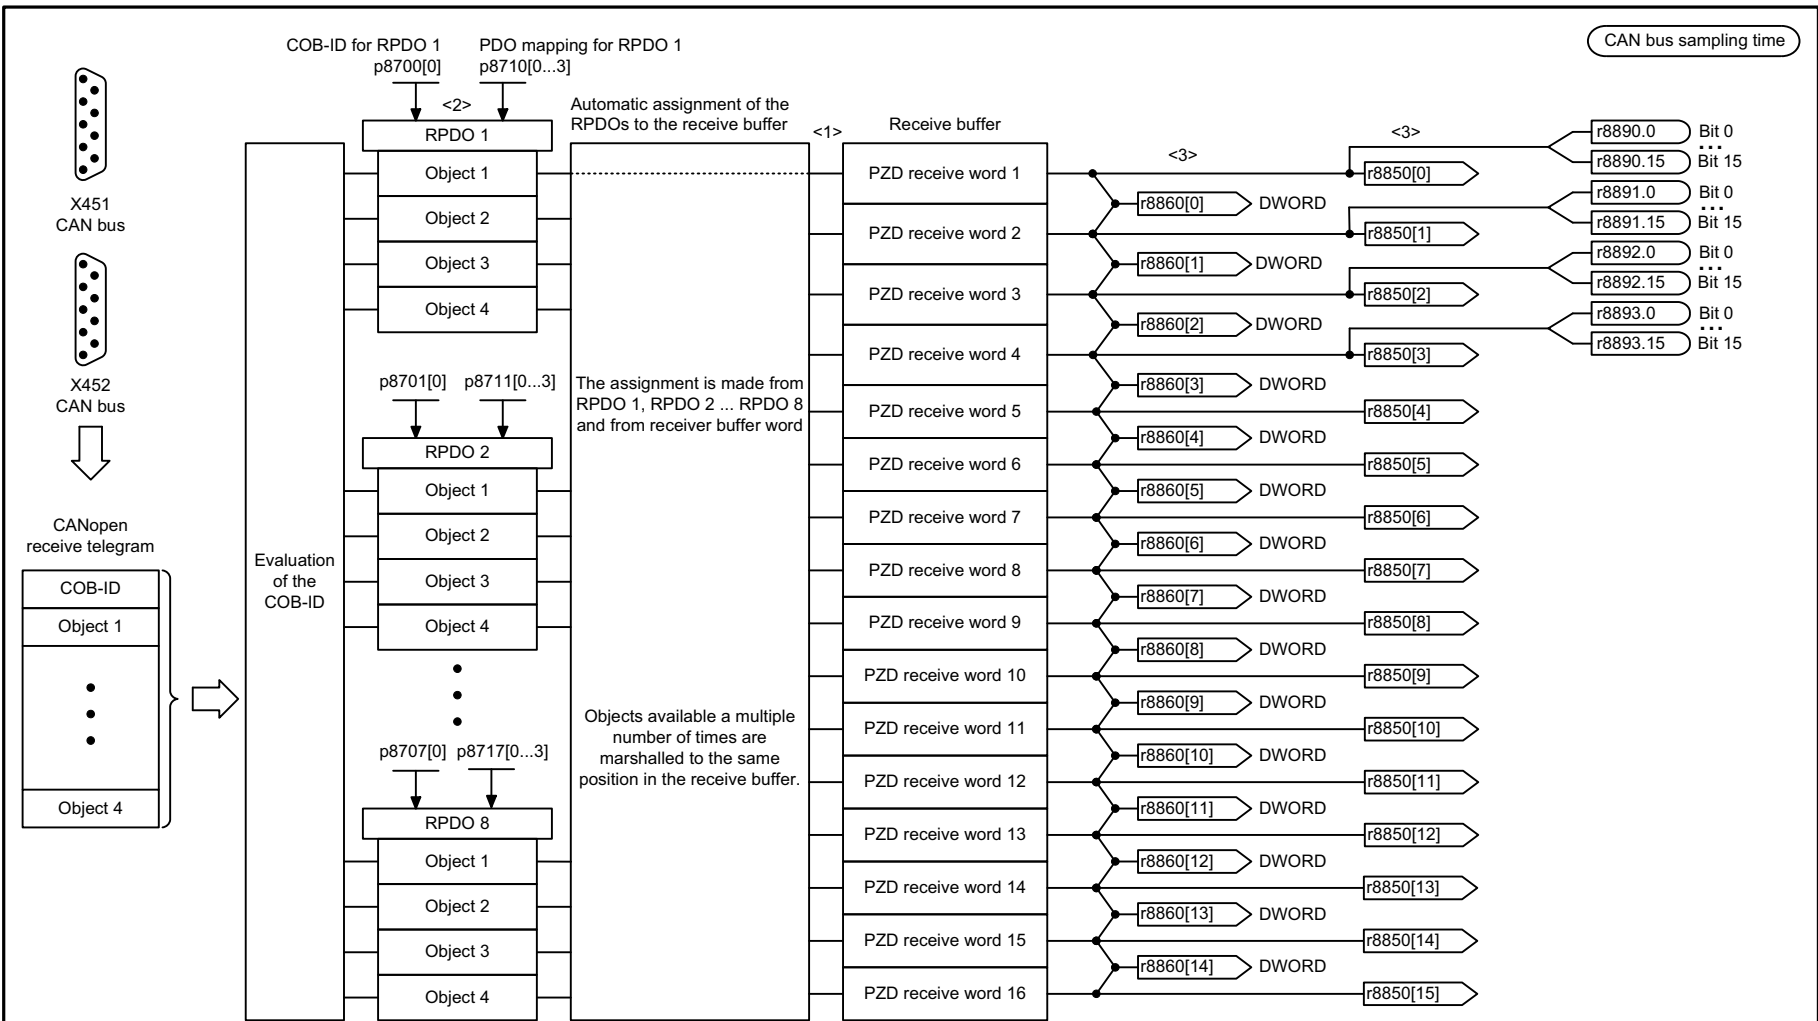 COB-ID for RPDO 1
p8700[0]
PDO mapping for RPDO 1
p8710[0...3]
CAN bus sampling time
<2>
Automatic assignment of the
RPDOs to the receive buffer
<1>
Receive buffer
<3>
<3>
X451
CAN bus
X452
CAN bus
CANopen
receive telegram
COB-ID
Object 1
Object 4
Evaluation
of the
COB-ID
RPDO 1
Object 1
Object 2
Object 3
Object 4
p8701[0]
p8711[0...3]
RPDO 2
Object 1
Object 2
Object 3
Object 4
p8707[0]
p8717[0...3]
RPDO 8
Object 1
Object 2
Object 3
Object 4
The assignment is made from
RPDO 1, RPDO 2 ... RPDO 8
and from receiver buffer word
Objects available a multiple
number of times are
marshalled to the same
position in the receive buffer.
PZD receive word 1
PZD receive word 2
PZD receive word 3
PZD receive word 4
PZD receive word 5
PZD receive word 6
PZD receive word 7
PZD receive word 8
PZD receive word 9
PZD receive word 10
PZD receive word 11
PZD receive word 12
PZD receive word 13
PZD receive word 14
PZD receive word 15
PZD receive word 16
r8860[0] DWORD
r8860[1] DWORD
r8860[2] DWORD
r8860[3] DWORD
r8860[4] DWORD
r8860[5] DWORD
r8860[6] DWORD
r8860[7] DWORD
r8860[8] DWORD
r8860[9] DWORD
r8860[10] DWORD
r8860[11] DWORD
r8860[12] DWORD
r8860[13] DWORD
r8860[14] DWORD
r8850[0]
r8850[1]
r8850[2]
r8850[3]
r8850[4]
r8850[5]
r8850[6]
r8850[7]
r8850[8]
r8850[9]
r8850[10]
r8850[11]
r8850[12]
r8850[13]
r8850[14]
r8850[15]
r8890.0 Bit 0
...
r8890.15 Bit 15
r8891.0 Bit 0
...
r8891.15 Bit 15
r8892.0 Bit 0
...
r8892.15 Bit 15
r8893.0 Bit 0
...
r8893.15 Bit 15